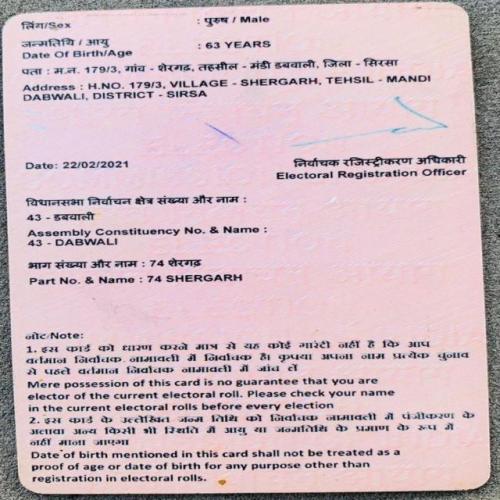 लिंग/Sex : पुरुष / Male
जन्मतिथि / आयु : 63 YEARS
Date Of Birth/Age
पता : म.न. 179/3, गांव - शेरगढ़, तहसील - मंडी डबवाली, जिला - सिरसा
Address : H.NO. 179/3, VILLAGE - SHERGARH, TEHSIL - MANDI
DABWALI, DISTRICT - SIRSA
Date: 22/02/2021
निर्वाचक रजिस्ट्रीकरण अधिकारी
Electoral Registration Officer
विधानसभा निर्वाचन क्षेत्र संख्या और नाम :
43 - डबवाली
Assembly Constituency No. & Name :
43 - DABWALI
भाग संख्या और नाम : 74 शेरगढ़
Part No. & Name : 74 SHERGARH
नोट/Note:
1. इस कार्ड को धारण करने मात्र से यह कोई गारंटी नहीं है कि आप
वर्तमान निर्वाचक नामावली में निर्वाचक है। कृपया अपना नाम प्रत्येक चुनाव
से पहले वर्तमान निर्वाचक नामावली में जांच लें
Mere possession of this card is no guarantee that you are
elector of the current electoral roll. Please check your name
in the current electoral rolls before every election
2. इस कार्ड के उल्लेखित जन्म तिथि को निर्वाचक नामावली में पंजीकरण के
अलावा अन्य किसी भी स्थिति में आयु या जन्मतिथि के प्रमाण के रूप में
नहीं माना जाएगा
Date of birth mentioned in this card shall not be treated as a
proof of age or date of birth for any purpose other than
registration in electoral rolls.